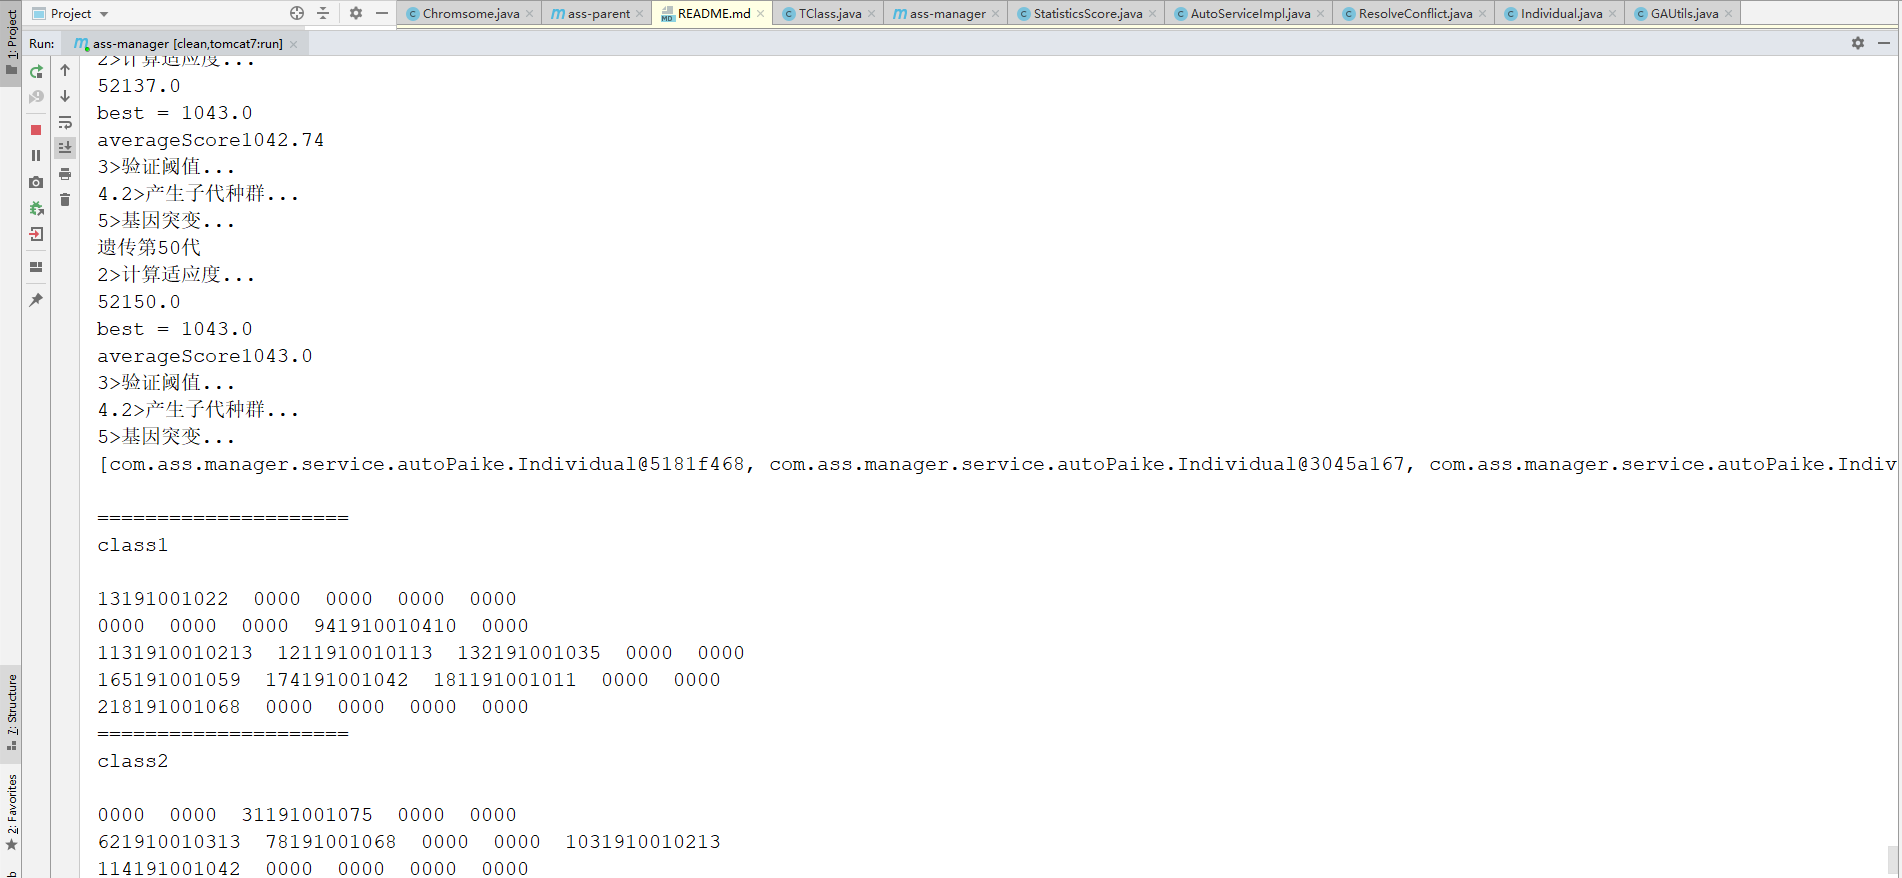 Project
Chromsome.java
ass-parent
README.md
TClass.java
ass-manager
StatisticsScore.java
AutoServiceImpl.java
ResolveConflict.java
Individual.java
GAUtils.java
1: Project
Run:
ass-manager [clean,tomcat7:run]
2>计算适应度...
52137.0
best = 1043.0
averageScore1042.74
3>验证阈值...
4.2>产生子代种群...
5>基因突变...
遗传第50代
2>计算适应度...
52150.0
best = 1043.0
averageScore1043.0
3>验证阈值...
4.2>产生子代种群...
5>基因突变...
[com.ass.manager.service.autoPaike.Individual@5181f468, com.ass.manager.service.autoPaike.Individual@3045a167, com.ass.manager.service.autoPaike.Indiv
=====================
class1
13191001022 0000 0000 0000 0000
0000 0000 0000 941910010410 0000
1131910010213 1211910010113 132191001035 0000 0000
165191001059 174191001042 181191001011 0000 0000
218191001068 0000 0000 0000 0000
=====================
class2
0000 0000 31191001075 0000 0000
621910010313 78191001068 0000 0000 1031910010213
114191001042 0000 0000 0000 0000
7: Structure
2: Favorites